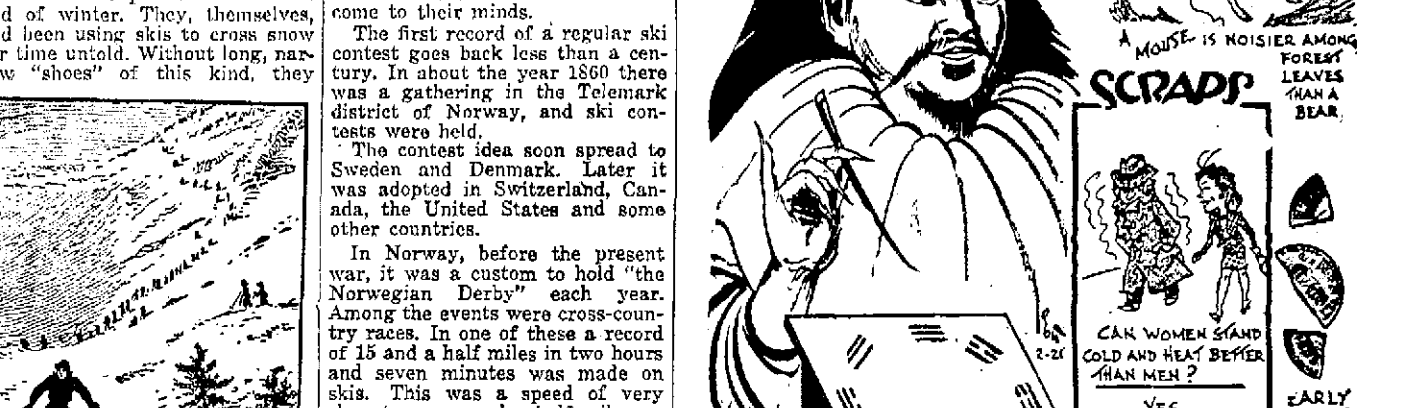 d of winter. They, themselves,
d been using skis to cross snow
r time untold. Without long, nar-
w "shoes" of this kind, they
come to their minds.
The first record of a regular ski
contest goes back less than a cen-
tury. In about the year 1860 there
was a gathering in the Telemark
district of Norway, and ski con-
tests were held.
The contest idea soon spread to
Sweden and Denmark. Later it
was adopted in Switzerland, Can-
ada, the United States and some
other countries.
In Norway, before the present
war, it was a custom to hold "the
Norwegian Derby" each year.
Among the events were cross-coun-
try races. In one of these a record
of 15 and a half miles in two hours
and seven minutes was made on
skis. This was a speed of very
A MOUSE IS NOISIER AMONG
FOREST
LEAVES
THAN A
BEAR.
SCRAPS
2-21
CAN WOMEN STAND
COLD AND HEAT BETTER
THAN MEN?
YES
EARLY